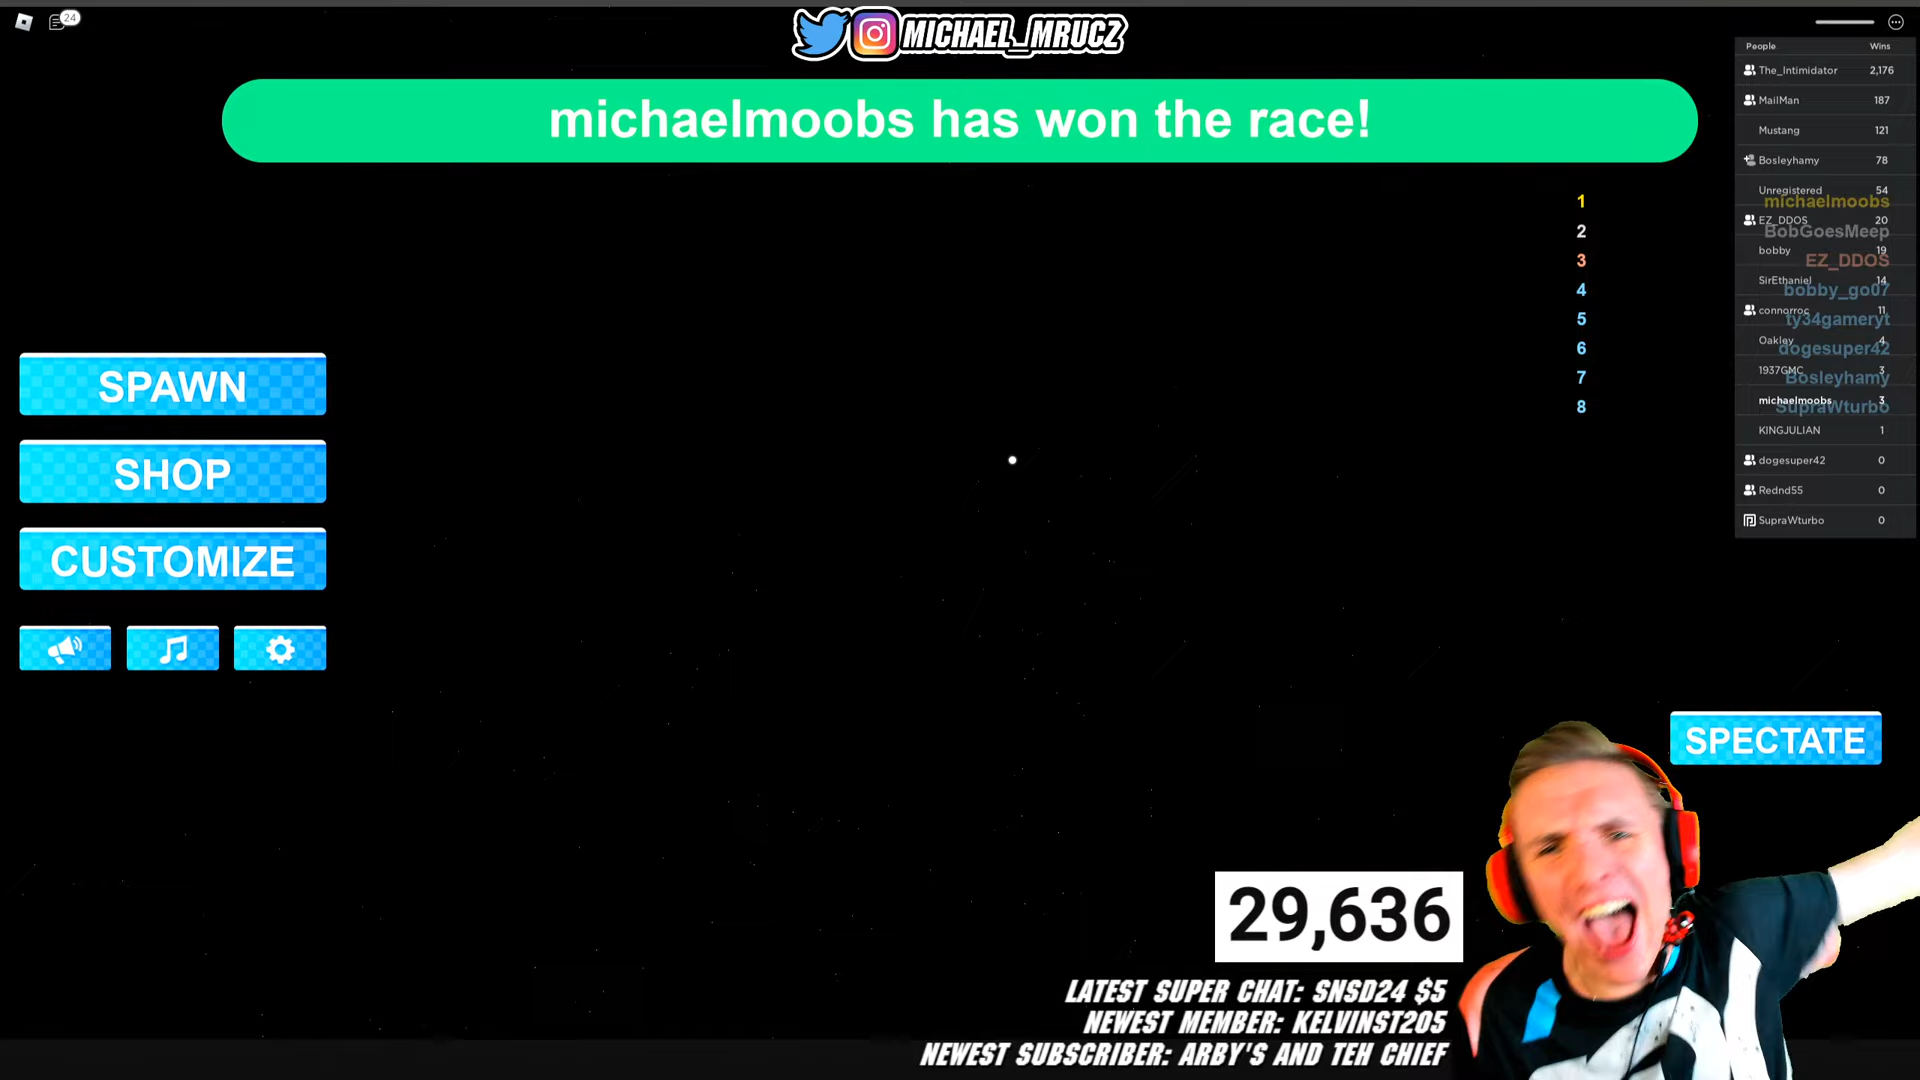 24
MICHAEL_MRUCZ
michaelmoobs has won the race!
People Wins
The_Intimidator 2,176
MailMan 187
Mustang 121
Bosleyhamy 78
Unregistered 54
EZ_DDOS 20
bobby 19
SirEthaniel 14
connorroc 11
Oakley 4
1937GMC 3
michaelmoobs 3
KINGJULIAN 1
dogesuper42 0
Rednd55 0
SupraWturbo 0
1 michaelmoobs
2 BobGoesMeep
3 EZ_DDOS
4 bobby_go07
5 ty34gameryt
6 dogesuper42
7 Bosleyhamy
8 SupraWturbo
SPAWN
SHOP
CUSTOMIZE
SPECTATE
29,636
LATEST SUPER CHAT: SNSD24 $5
NEWEST MEMBER: KELVINST205
NEWEST SUBSCRIBER: ARBY'S AND TEH CHIEF